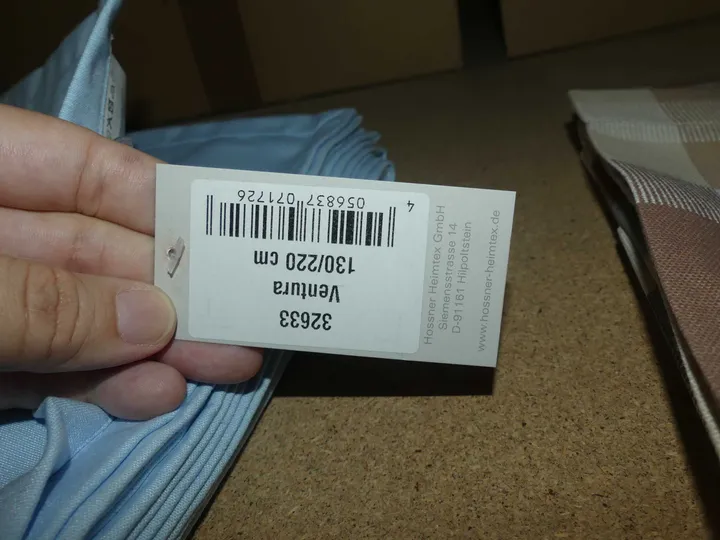 32633
Ventura
130/220 cm
4 056837 071726
Hossner Heimtex GmbH
Siemensstrasse 14
D-91161 Hilpoltstein
www.hossner-heimtex.de